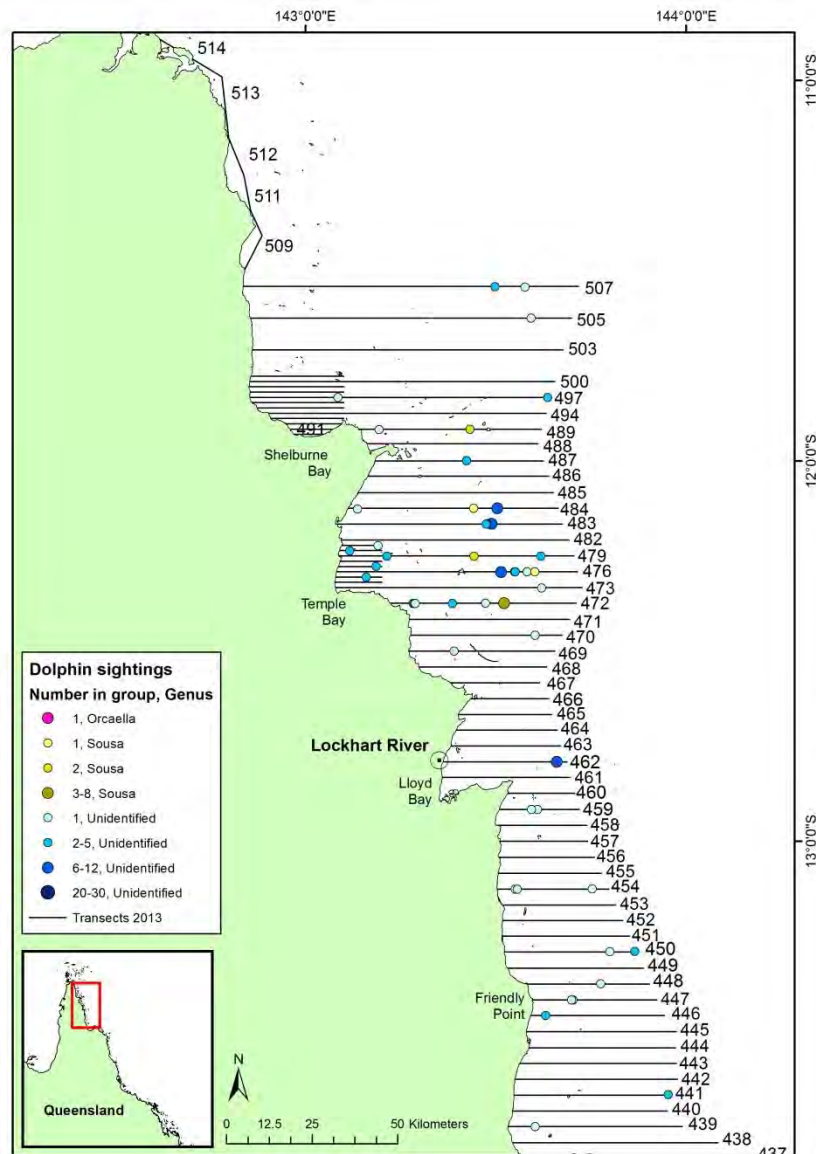 143°0'0"E
144°0'0"E
11°0'0"S
12°0'0"S
13°0'0"S
514
513
512
511
509
507
505
503
500
497
494
491
489
488
Shelburne
Bay
487
486
485
484
483
482
479
476
473
Temple
Bay
472
471
470
469
468
467
466
465
464
463
Lockhart River
462
461
Lloyd
Bay
460
459
458
457
456
455
454
453
452
451
450
449
448
Friendly
Point
447
446
445
444
443
442
441
440
439
438
437
Dolphin sightings
Number in group, Genus
1, Orcaella
1, Sousa
2, Sousa
3-8, Sousa
1, Unidentified
2-5, Unidentified
6-12, Unidentified
20-30, Unidentified
Transects 2013
Queensland
N
0 12.5 25 50 Kilometers